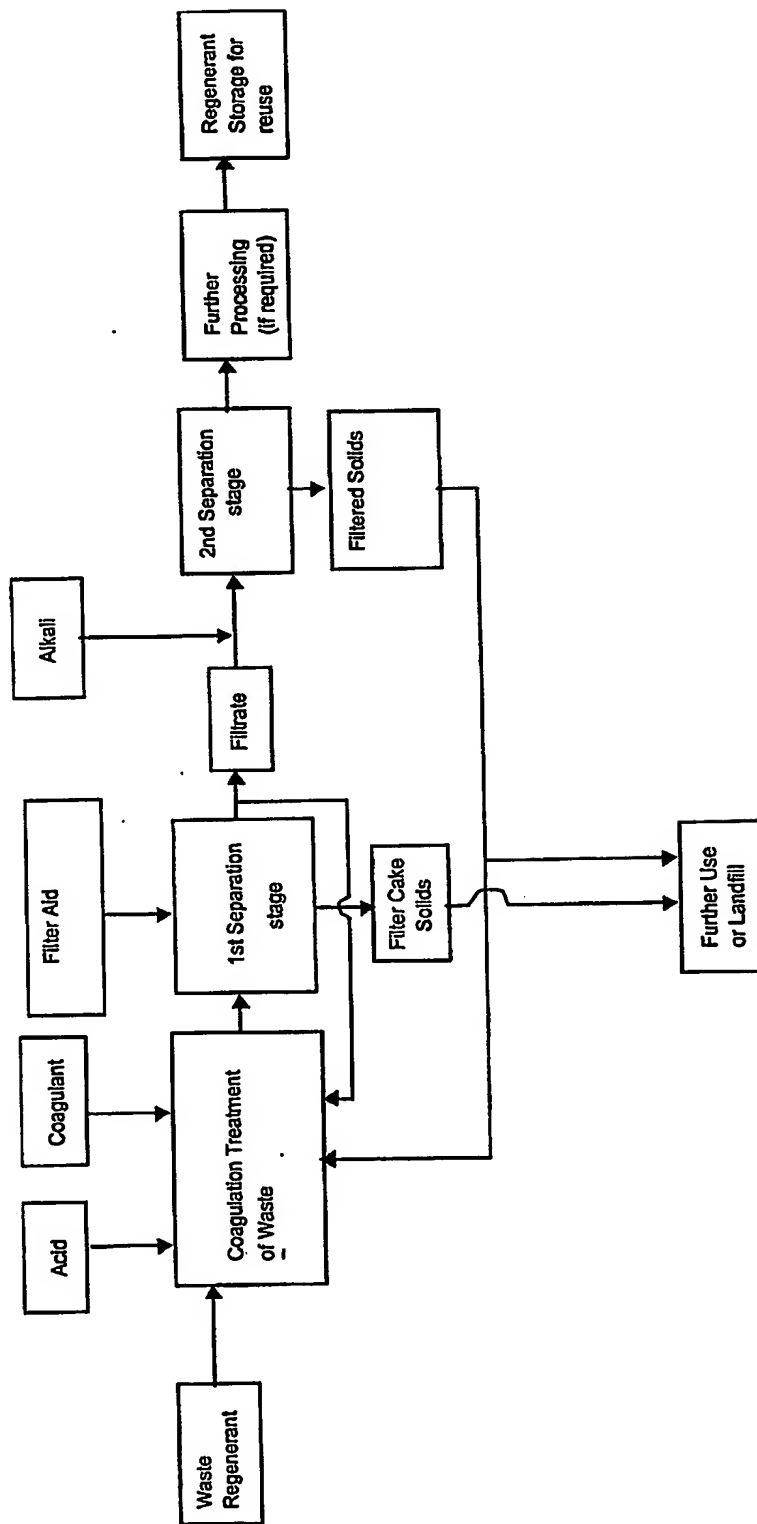 Waste
Regenerant
Acid
Coagulant
Coagulation Treatment
of Waste
Filter Aid
1st Separation
stage
Filter Cake
Solids
Filtrate
Alkali
2nd Separation
stage
Filtered Solids
Further
Processing
(if required)
Regenerant
Storage for
reuse
Further Use
or Landfill